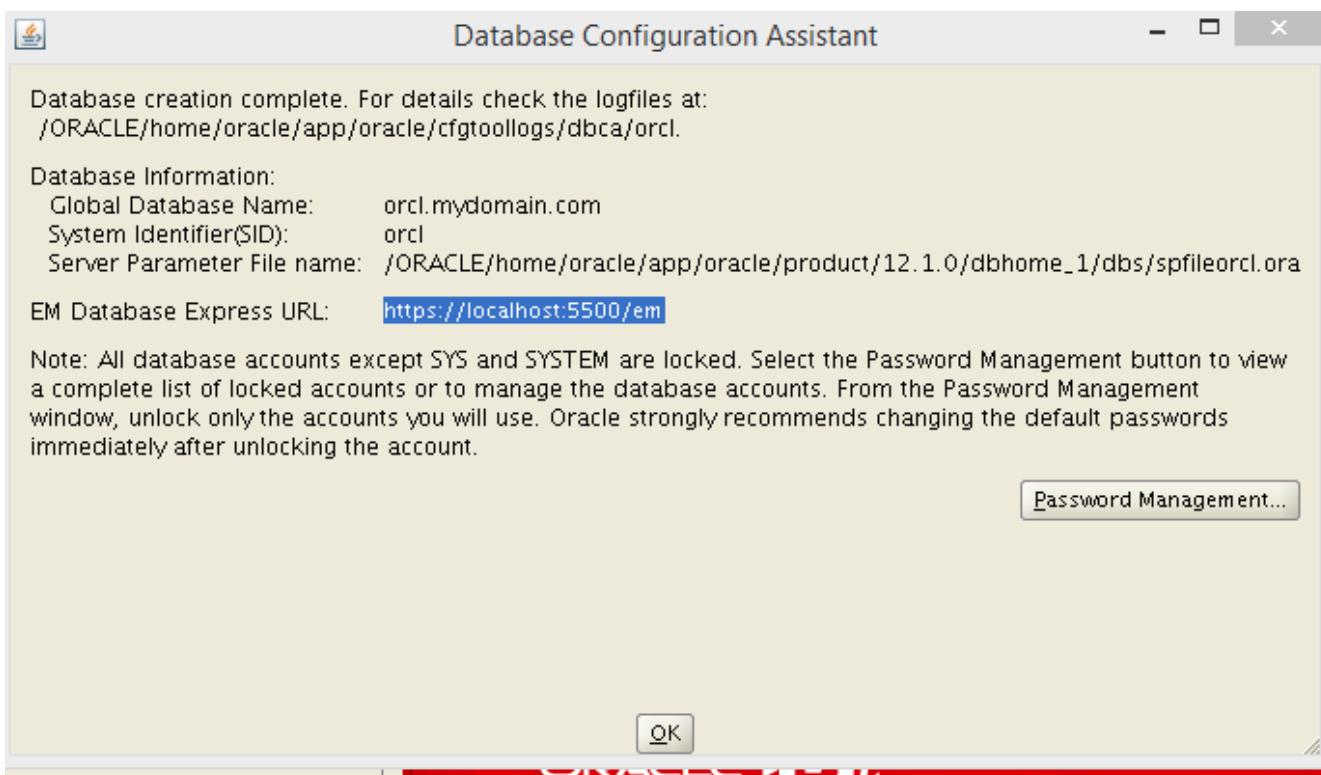 Database Configuration Assistant
Database creation complete. For details check the logfiles at:
/ORACLE/home/oracle/app/oracle/cfgtoollogs/dbca/orcl.
Database Information:
Global Database Name: orcl.mydomain.com
System Identifier(SID): orcl
Server Parameter File name: /ORACLE/home/oracle/app/oracle/product/12.1.0/dbhome_1/dbs/spfileorcl.ora
EM Database Express URL: https://localhost:5500/em
Note: All database accounts except SYS and SYSTEM are locked. Select the Password Management button to view
a complete list of locked accounts or to manage the database accounts. From the Password Management
window, unlock only the accounts you will use. Oracle strongly recommends changing the default passwords
immediately after unlocking the account.
Password Management...
OK